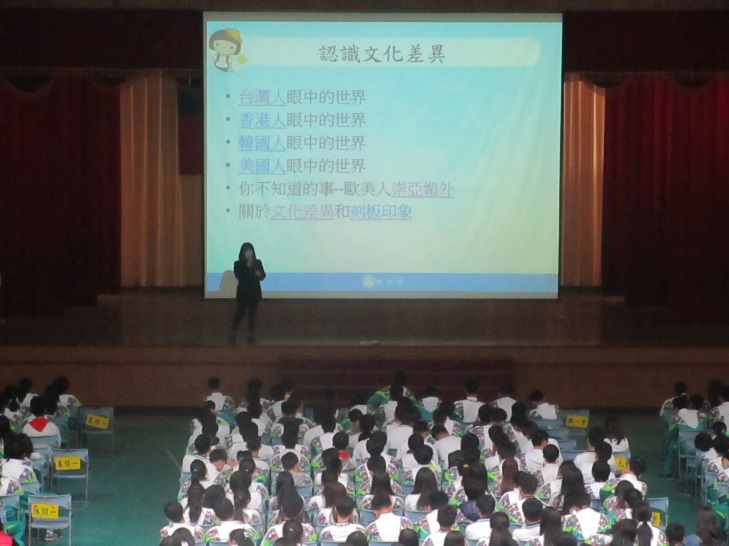 認識文化差異
• 台灣人眼中的世界
• 香港人眼中的世界
• 韓國人眼中的世界
• 美國人眼中的世界
• 你不知道的事--歐美人崇亞媚外
• 關於文化差異和刻板印象